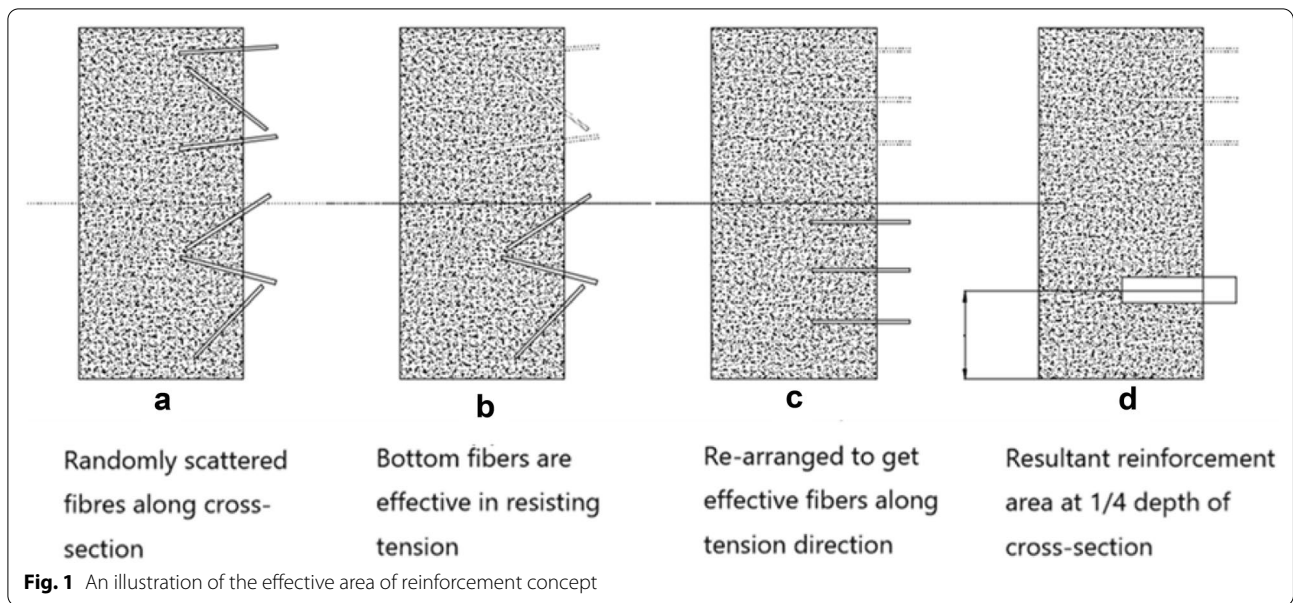 a
b
c
d
Randomly scattered
fibres along cross-
section
Bottom fibers are
effective in resisting
tension
Re-arranged to get
effective fibers along
tension direction
Resultant reinforcement
area at 1/4 depth of
cross-section
Fig. 1 An illustration of the effective area of reinforcement concept